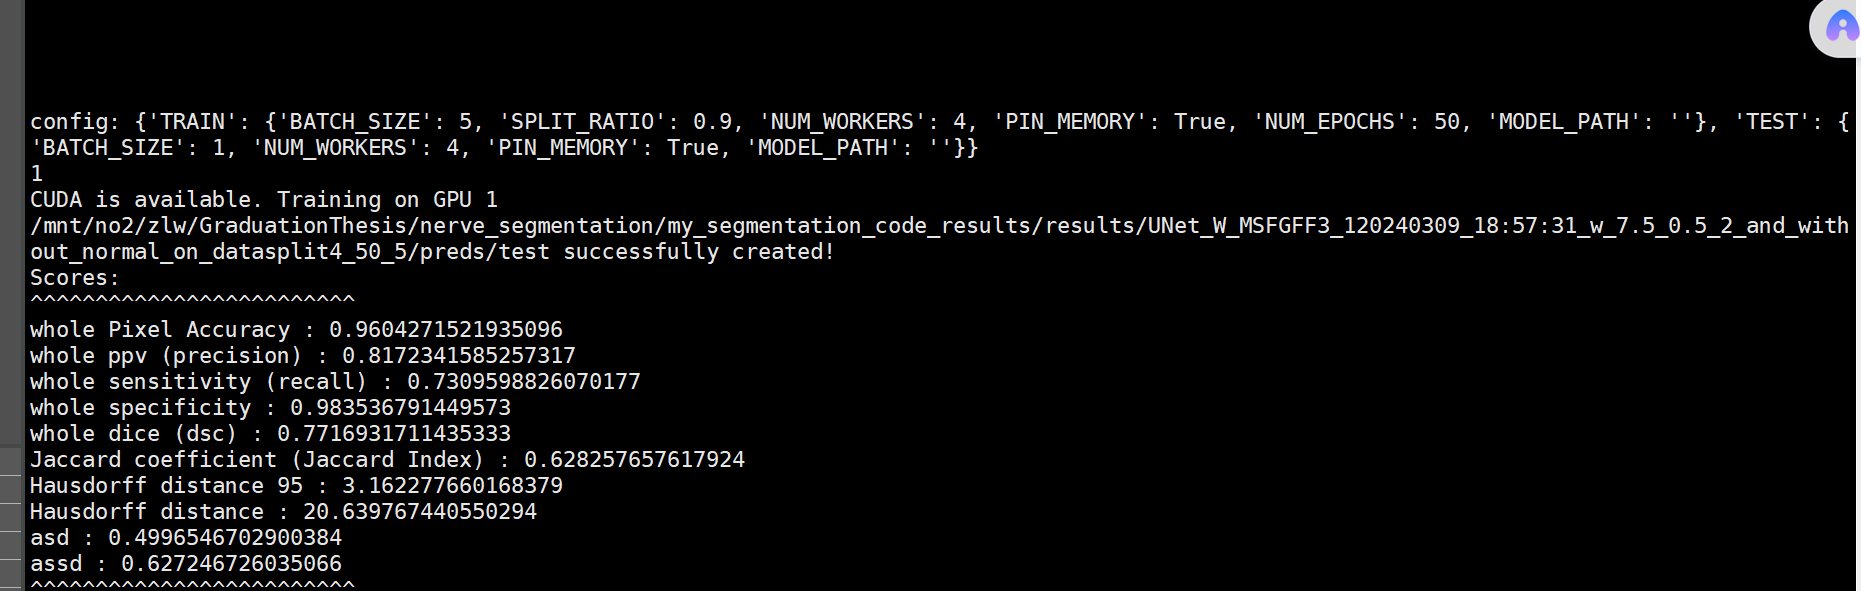 config: {'TRAIN': {'BATCH_SIZE': 5, 'SPLIT_RATIO': 0.9, 'NUM_WORKERS': 4, 'PIN_MEMORY': True, 'NUM_EPOCHS': 50, 'MODEL_PATH': ''}, 'TEST': {
'BATCH_SIZE': 1, 'NUM_WORKERS': 4, 'PIN_MEMORY': True, 'MODEL_PATH': ''}}
1
CUDA is available. Training on GPU 1
/mnt/no2/zlw/GraduationThesis/nerve_segmentation/my_segmentation_code_results/results/UNet_W_MSFGFF3_120240309_18:57:31_w_7.5_0.5_2_and_with
out_normal_on_datasplit4_50_5/preds/test successfully created!
Scores:
^^^^^^^^^^^^^^^^^^^^^^^^^
whole Pixel Accuracy : 0.9604271521935096
whole ppv (precision) : 0.8172341585257317
whole sensitivity (recall) : 0.7309598826070177
whole specificity : 0.983536791449573
whole dice (dsc) : 0.7716931711435333
Jaccard coefficient (Jaccard Index) : 0.628257657617924
Hausdorff distance 95 : 3.162277660168379
Hausdorff distance : 20.639767440550294
asd : 0.4996546702900384
assd : 0.627246726035066
^^^^^^^^^^^^^^^^^^^^^^^^^